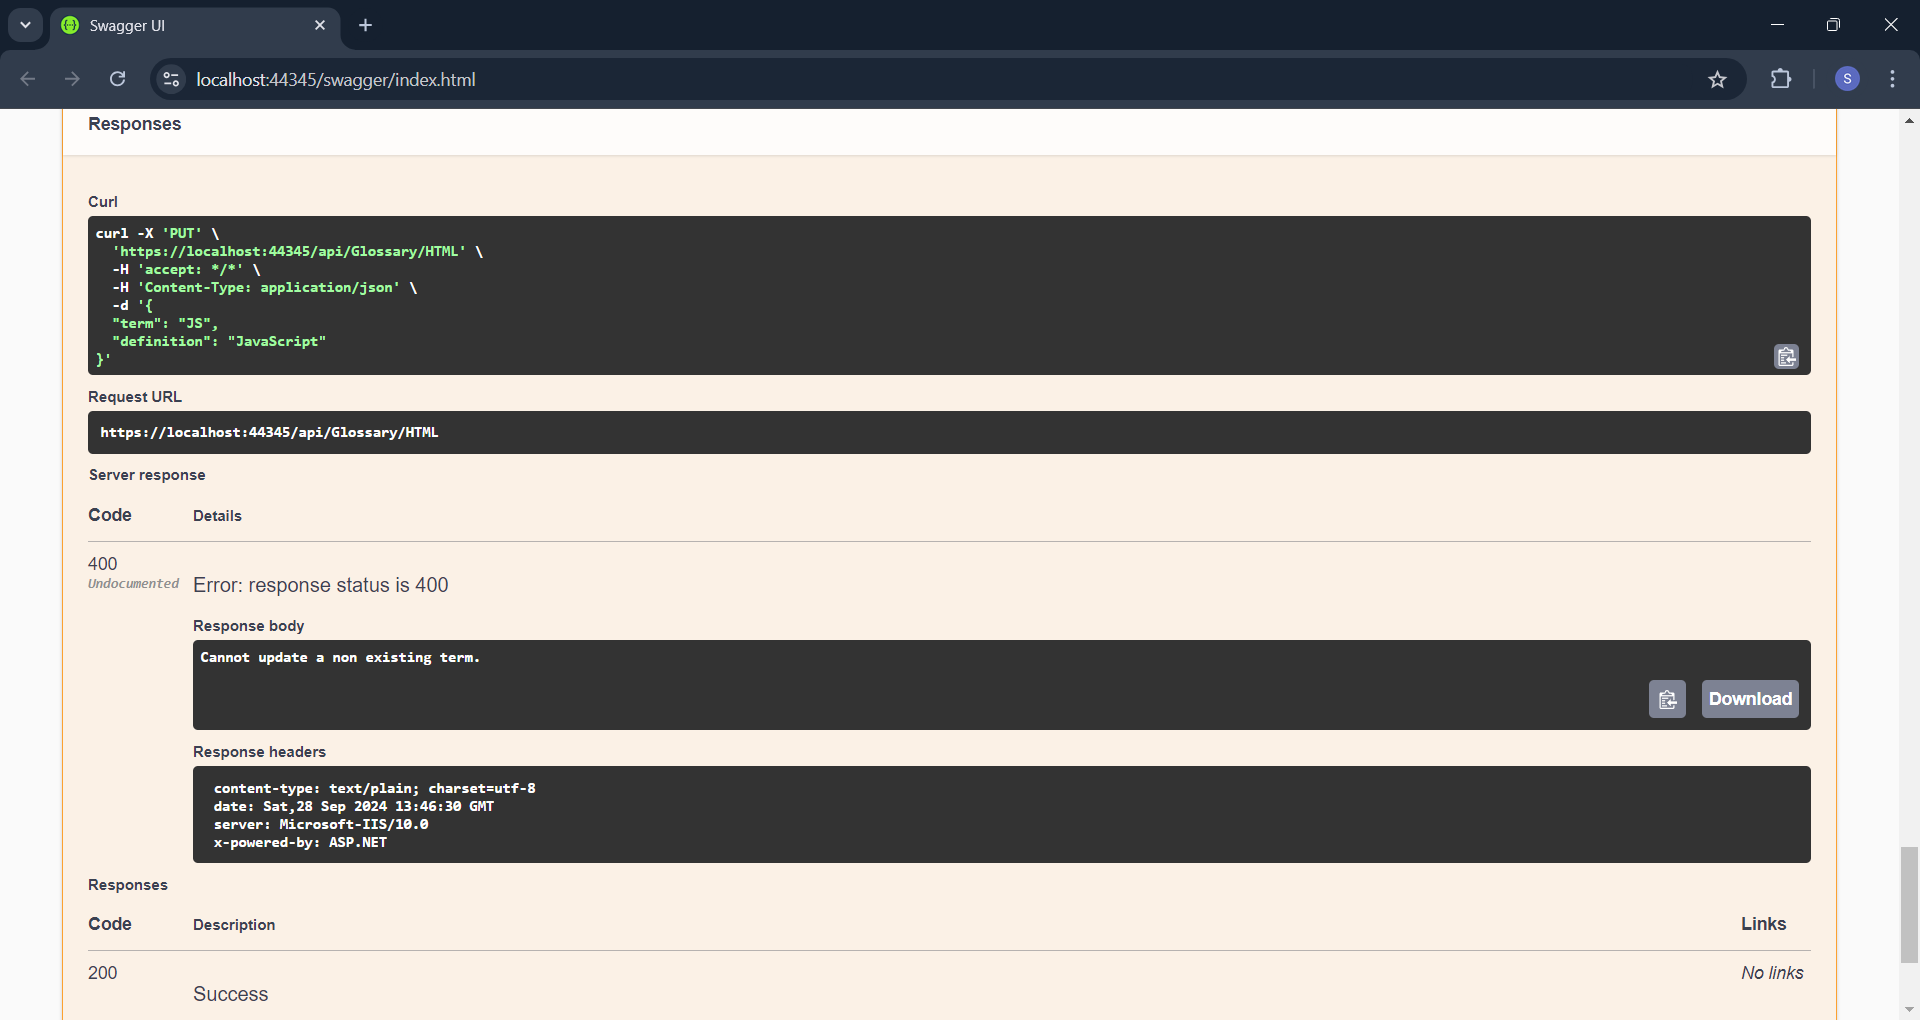 Swagger UI
localhost:44345/swagger/index.html
S
Responses
Curl
curl -X 'PUT' \
'https://localhost:44345/api/Glossary/HTML' \
-H 'accept: */*' \
-H 'Content-Type: application/json' \
-d '{
"term": "JS",
"definition": "JavaScript"
}'
Request URL
https://localhost:44345/api/Glossary/HTML
Server response
Code Details
400
Undocumented
Error: response status is 400
Response body
Cannot update a non existing term.
Download
Response headers
content-type: text/plain; charset=utf-8
date: Sat,28 Sep 2024 13:46:30 GMT
server: Microsoft-IIS/10.0
x-powered-by: ASP.NET
Responses
Code Description Links
200 No links
Success